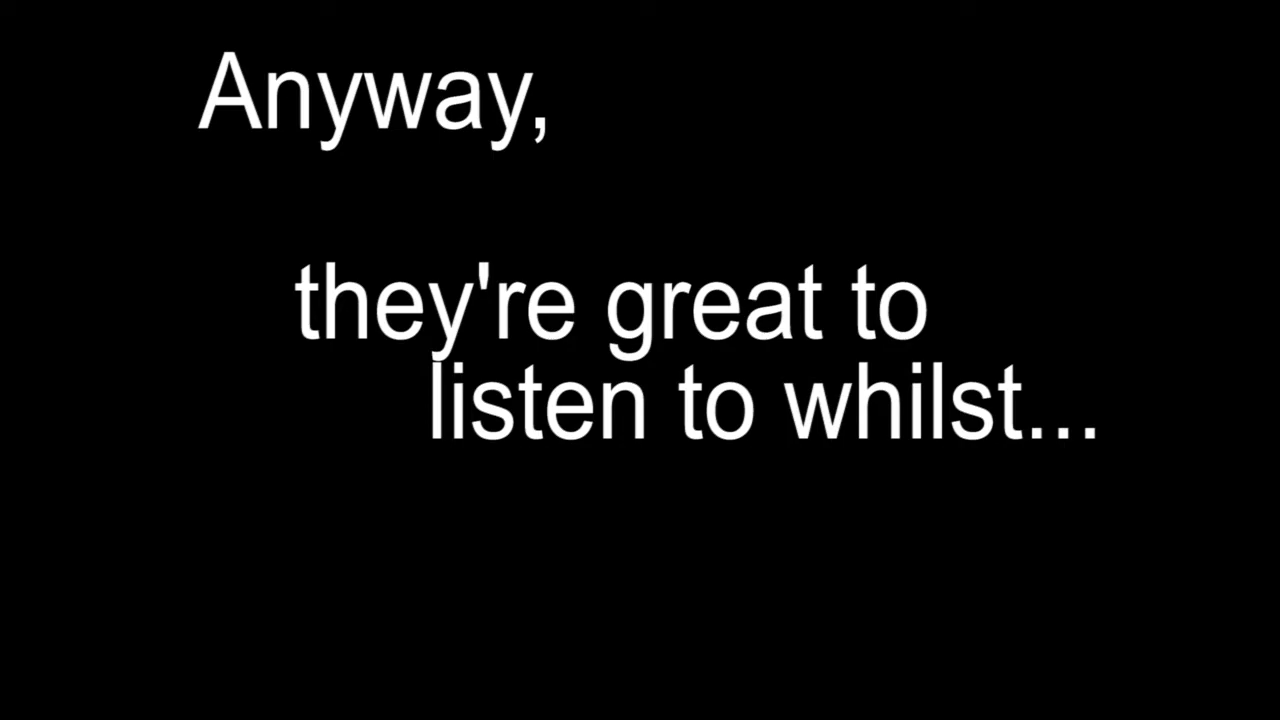 Anyway,
they're great to
listen to whilst...